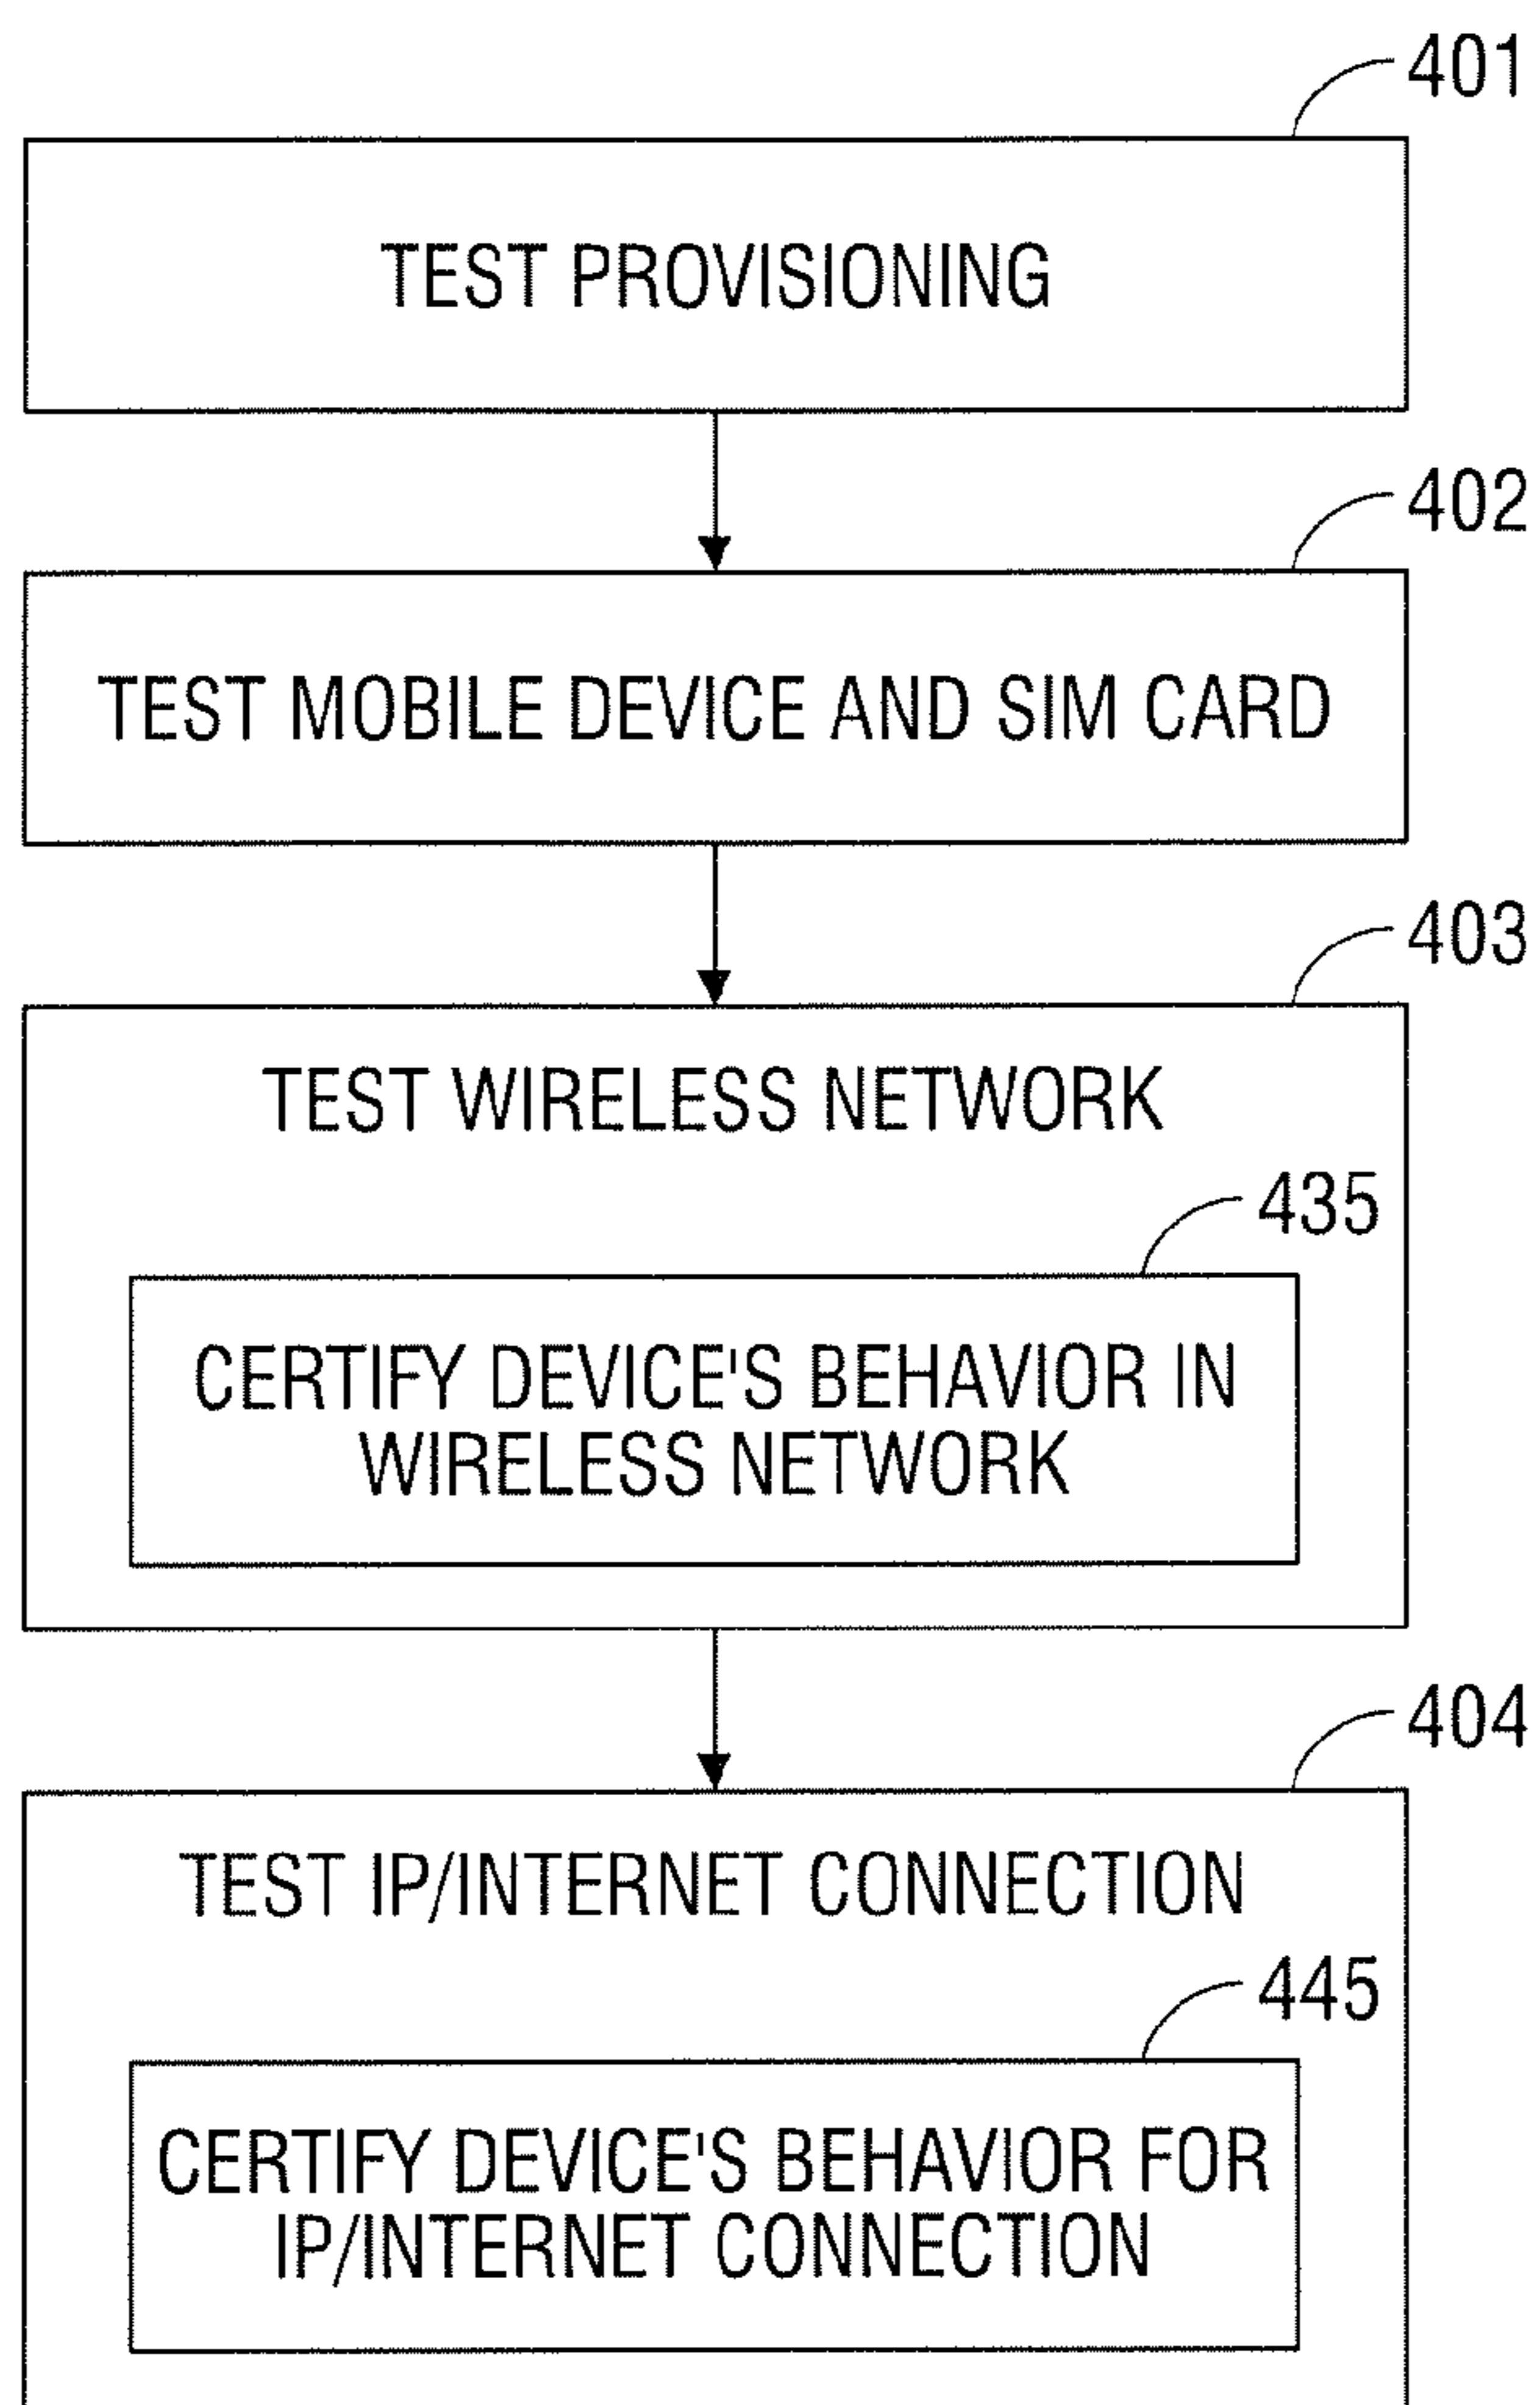 401
TEST PROVISIONING
402
TEST MOBILE DEVICE AND SIM CARD
403
TEST WIRELESS NETWORK
435
CERTIFY DEVICE'S BEHAVIOR IN
WIRELESS NETWORK
404
TEST IP/INTERNET CONNECTION
445
CERTIFY DEVICE'S BEHAVIOR FOR
IP/INTERNET CONNECTION